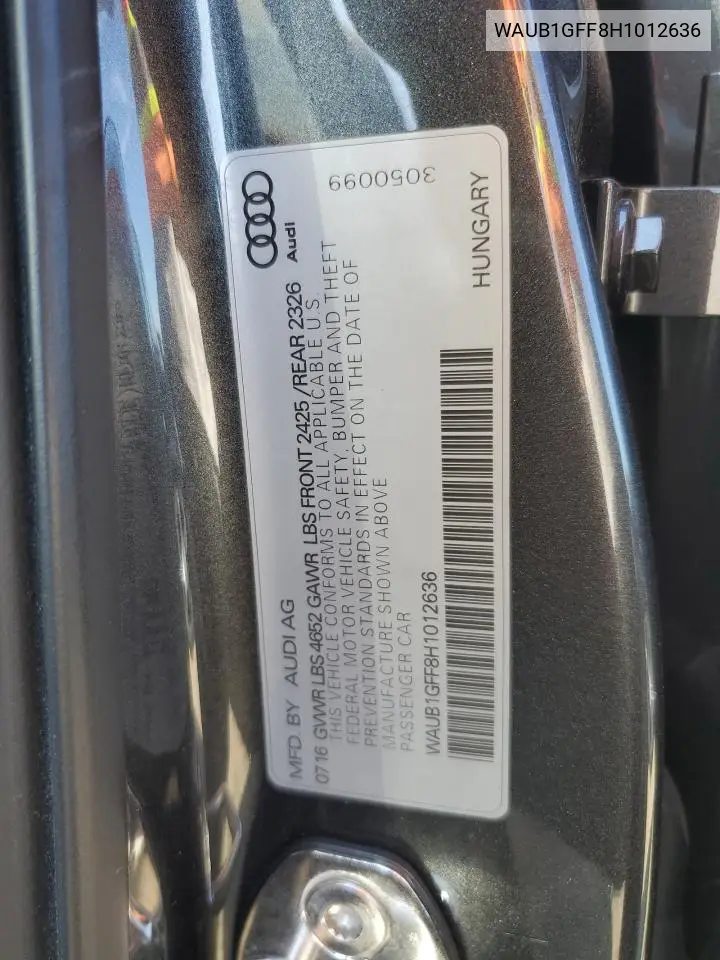 WAUB1GFF8H1012636
Audi
3050099
MFD. BY AUDI AG
0716 GVWR LBS 4652 GAWR LBS FRONT 2425 /REAR 2326
THIS VEHICLE CONFORMS TO ALL APPLICABLE U.S.
FEDERAL MOTOR VEHICLE SAFETY, BUMPER AND THEFT
PREVENTION STANDARDS IN EFFECT ON THE DATE OF
MANUFACTURE SHOWN ABOVE
PASSENGER CAR
WAUB1GFF8H1012636
HUNGARY